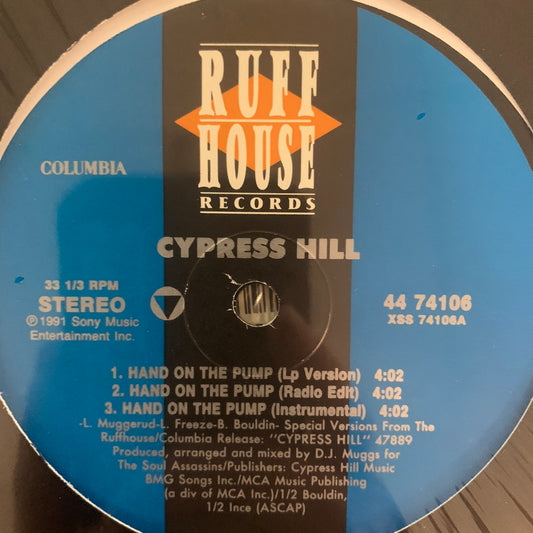 RUFF
HOUSE
RECORDS
COLUMBIA
CYPRESS HILL
33 1/3 RPM
STEREO
Ⓟ1991 Sony Music
Entertainment Inc.
44 74106
XSS 74106A
1. HAND ON THE PUMP (Lp Version) 4:02
2. HAND ON THE PUMP (Radio Edit) 4:02
3. HAND ON THE PUMP (Instrumental) 4:02
-L. Muggerud-L. Freeze-B. Bouldin- Special Versions From The
Ruffhouse/Columbia Release: "CYPRESS HILL" 47889
Produced, arranged and mixed by D.J. Muggs for
The Soul Assassins/Publishers: Cypress Hill Music
BMG Songs Inc./MCA Music Publishing
(a div of MCA Inc.)/1/2 Bouldin,
1/2 Ince (ASCAP)